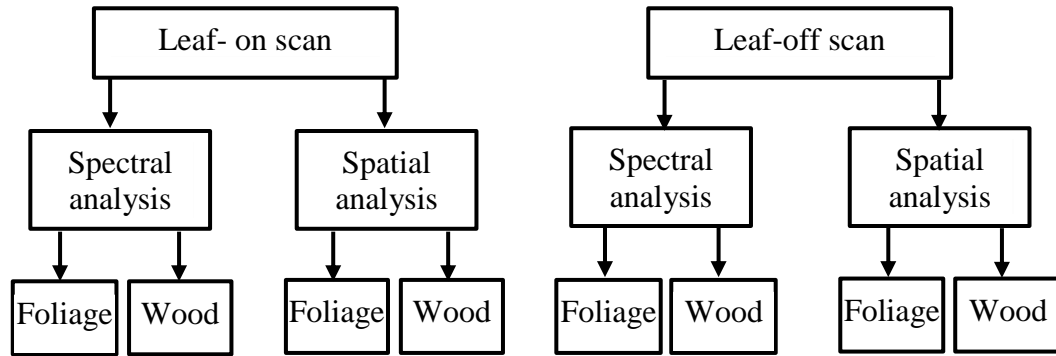 Leaf- on scan
Leaf-off scan
Spectral
analysis
Spatial
analysis
Spectral
analysis
Spatial
analysis
Foliage
Wood
Foliage
Wood
Foliage
Wood
Foliage
Wood